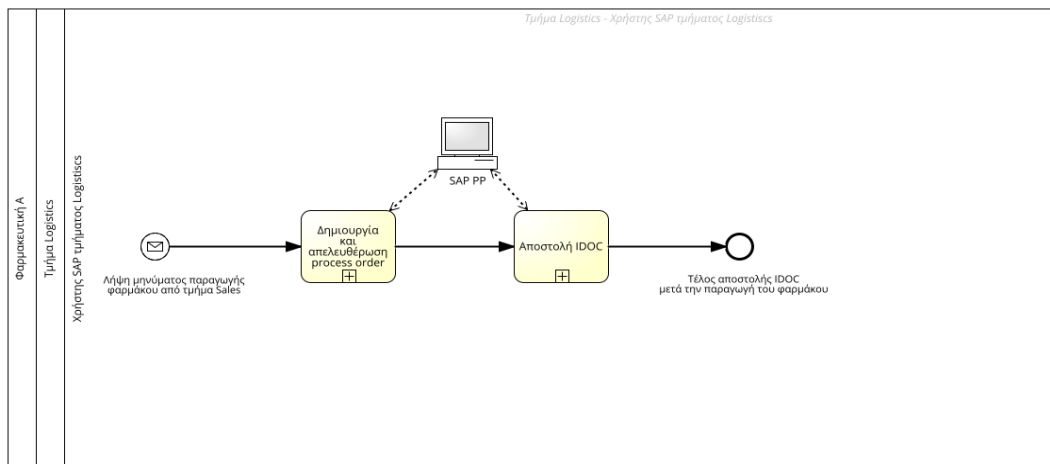 Τμήμα Logistics - Χρήστης SAP τμήματος Logistiscs
Φαρμακευτική Α
Τμήμα Logistics
Χρήστης SAP τμήματος Logistiscs
SAP PP
Δημιουργία
και
απελευθέρωση
process order
Αποστολή IDOC
Λήψη μηνύματος παραγωγής
φαρμάκου από τμήμα Sales
Τέλος αποστολής IDOC
μετά την παραγωγή του φαρμάκου